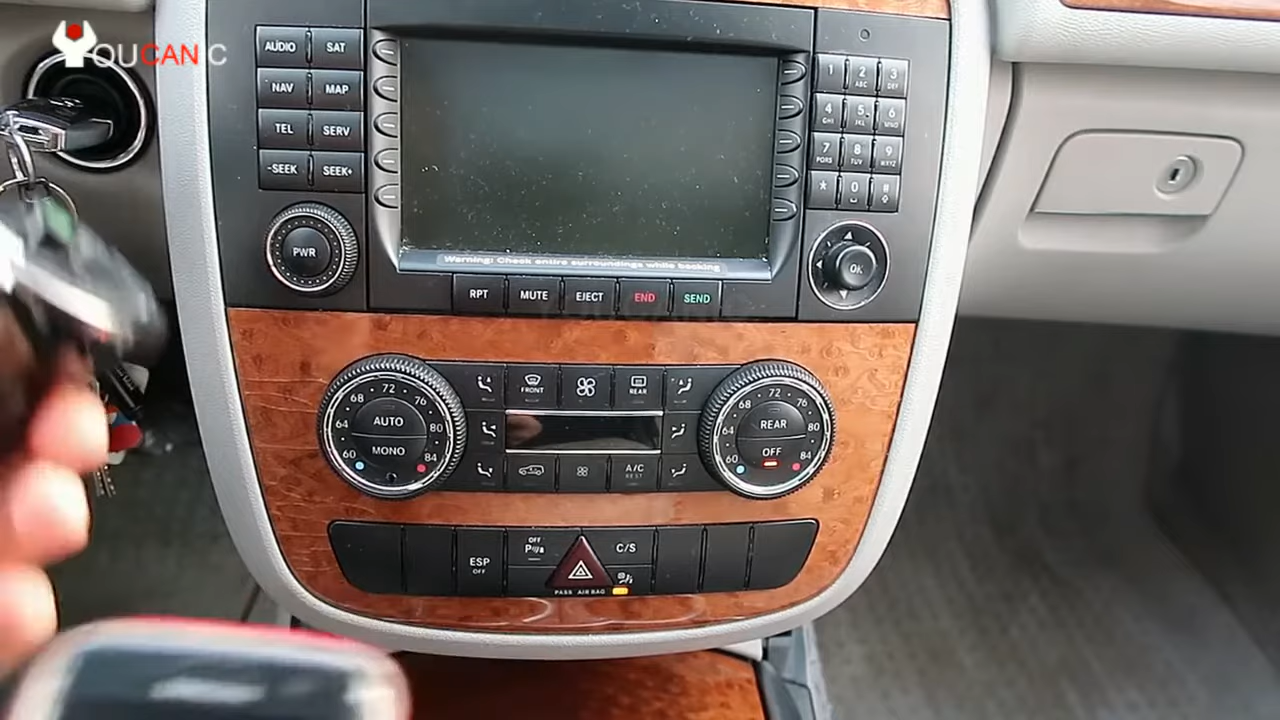 YOUCANIC
AUDIO SAT
NAV MAP
TEL SERV
-SEEK SEEK+
PWR
1 2 ABC 3 DEF
4 GHI 5 JKL 6 MNO
7 PQRS 8 TUV 9 WXYZ
* 0 #
OK
Warning: Check entire surroundings while backing
RPT MUTE EJECT END SEND
60 64 68 72 76 80 84
AUTO
MONO
FRONT
REAR
A/C
REST
60 64 68 72 76 80 84
REAR
OFF
ESP
OFF
OFF
C/S
PASS AIR BAG